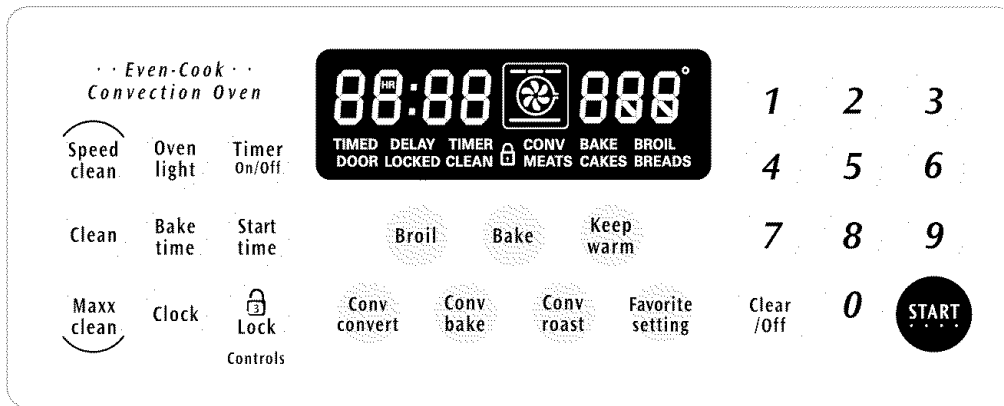 · · Even-Cook · ·
Convection Oven
Speed
clean
Oven
light
Timer
On/Off
Clean
Bake
time
Start
time
Maxx
clean
Clock
3
Lock
Controls
88:88 888°
HR
TIMED DELAY TIMER CONV BAKE BROIL
DOOR LOCKED CLEAN MEATS CAKES BREADS
Broil
Bake
Keep
warm
Conv
convert
Conv
bake
Conv
roast
Favorite
setting
1 2 3
4 5 6
7 8 9
Clear
/Off
0
START